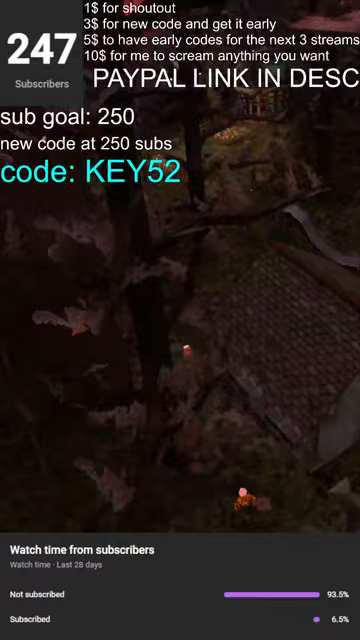 247
Subscribers
1$ for shoutout
3$ for new code and get it early
5$ to have early codes for the next 3 streams
10$ for me to scream anything you want
PAYPAL LINK IN DESC
sub goal: 250
new code at 250 subs
code: KEY52
Watch time from subscribers
Watch time · Last 28 days
Not subscribed 93.5%
Subscribed 6.5%